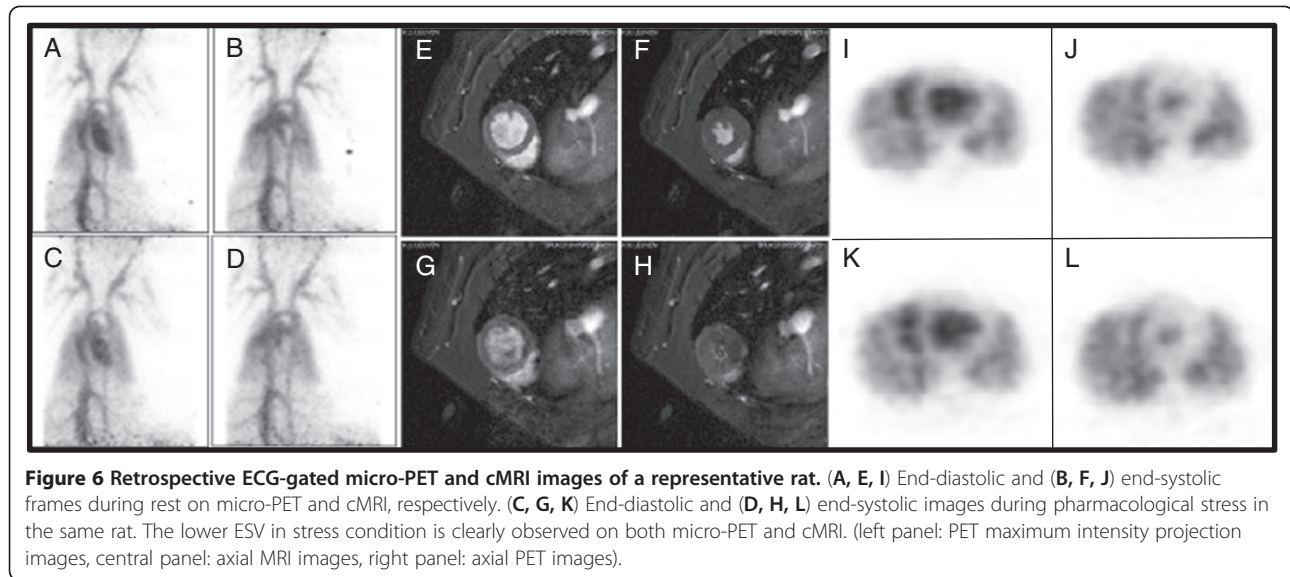 A B E F I J
C D G H K L
Figure 6 Retrospective ECG-gated micro-PET and cMRI images of a representative rat. (A, E, I) End-diastolic and (B, F, J) end-systolic
frames during rest on micro-PET and cMRI, respectively. (C, G, K) End-diastolic and (D, H, L) end-systolic images during pharmacological stress in
the same rat. The lower ESV in stress condition is clearly observed on both micro-PET and cMRI. (left panel: PET maximum intensity projection
images, central panel: axial MRI images, right panel: axial PET images).